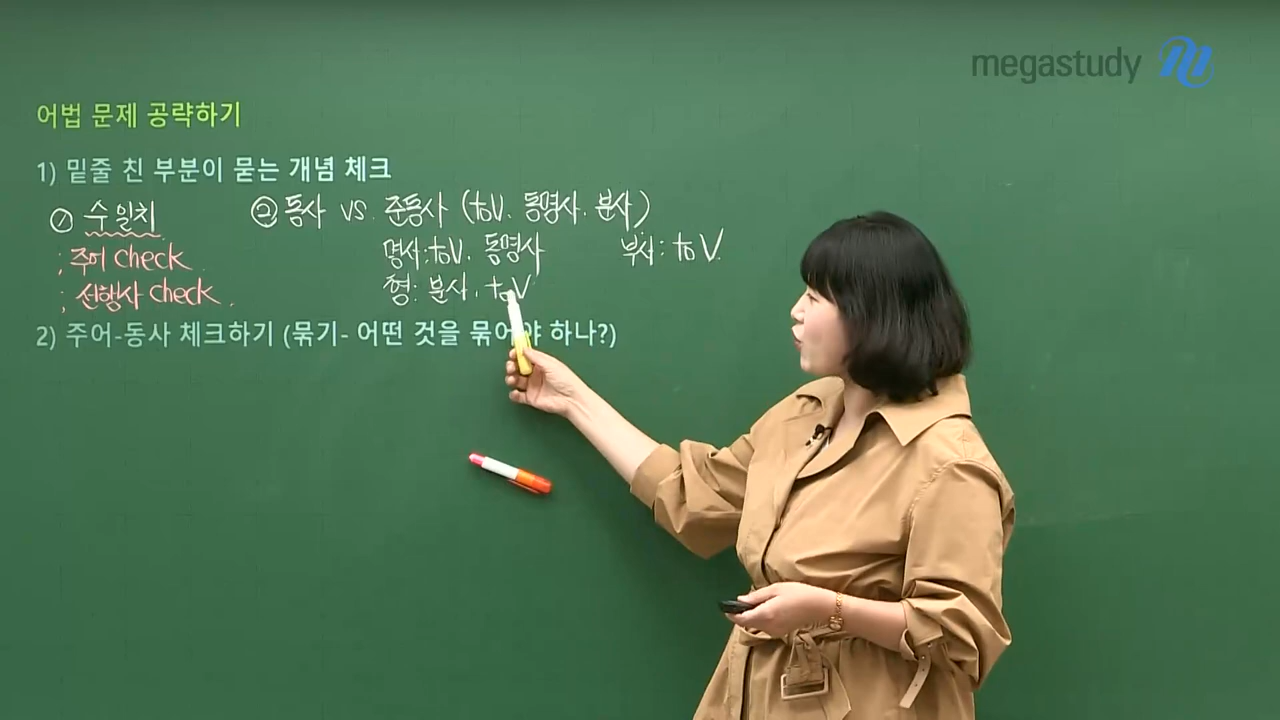 megastudy
어법 문제 공략하기
1) 밑줄 친 부분이 묻는 개념 체크
① 수일치 ② 동사 vs. 준동사 (toV. 동명사. 분사)
; 주어 check 명사:toV. 동명사 부사: to V.
; 선행사 check. 형: 분사, to V
2) 주어-동사 체크하기 (묶기- 어떤 것을 묶어야 하나?)